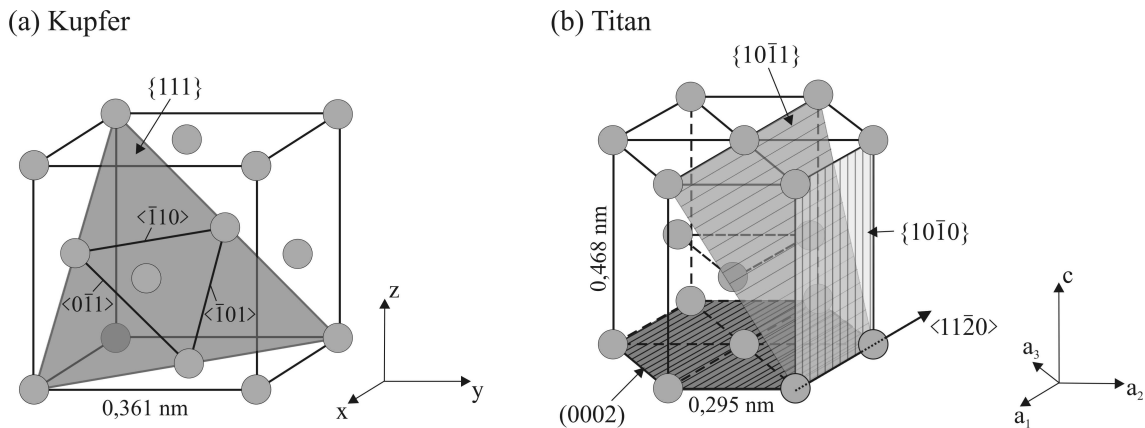 (a) Kupfer
{111}
<1̅10>
<01̅1>
<1̅01>
0,361 nm
z
y
x
(b) Titan
{101̅1}
0,468 nm
{101̅0}
<112̅0>
(0002)
0,295 nm
c
a₃
a₂
a₁